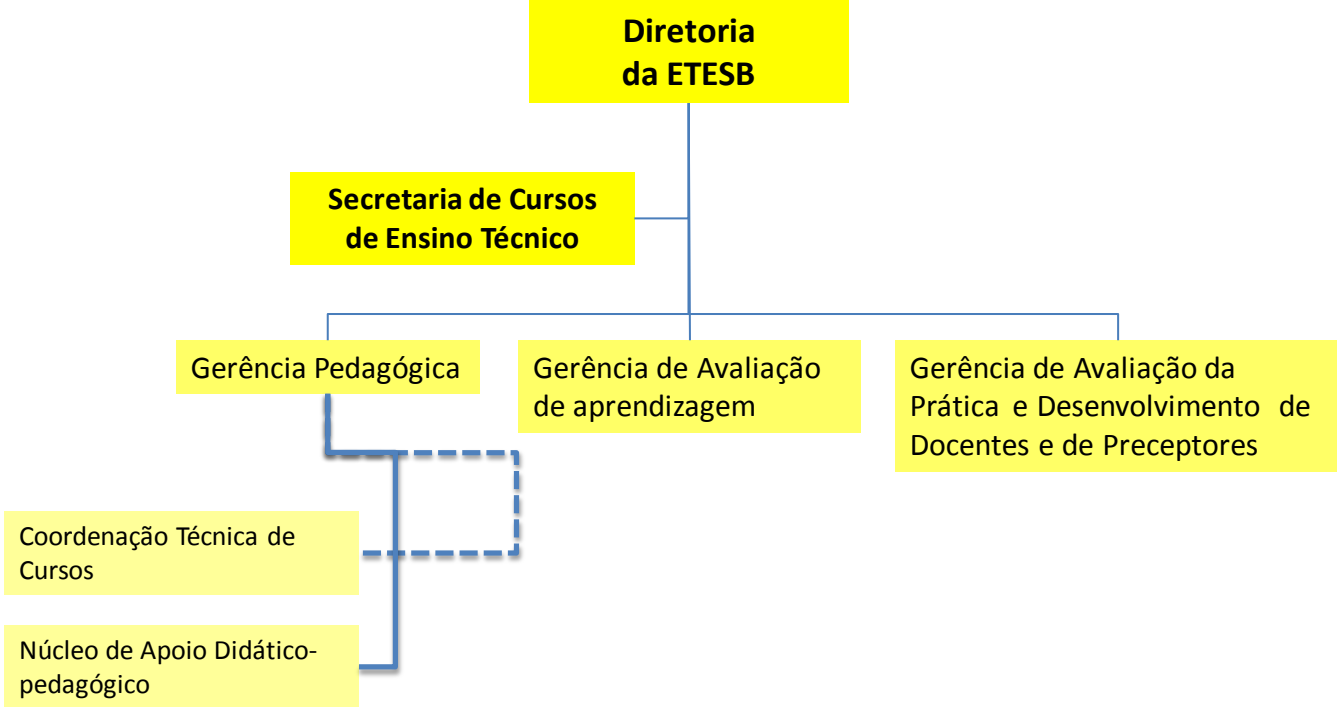 Diretoria
da ETESB
Secretaria de Cursos
de Ensino Técnico
Gerência Pedagógica
Gerência de Avaliação
de aprendizagem
Gerência de Avaliação da
Prática e Desenvolvimento de
Docentes e de Preceptores
Coordenação Técnica de
Cursos
Núcleo de Apoio Didático-
pedagógico